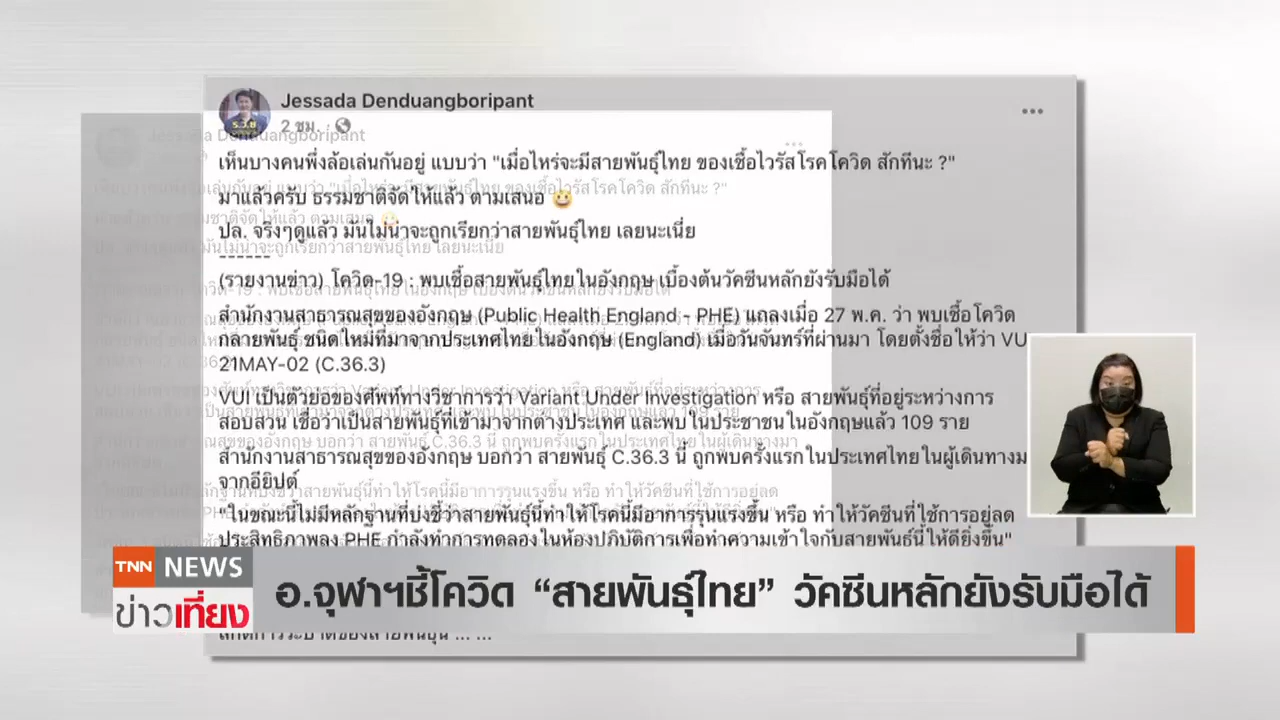 Jessada Denduangboripant
2 ชม.
เห็นบางคนพึ่งล้อเล่นกันอยู่ แบบว่า "เมื่อไหร่จะมีสายพันธุ์ไทย ของเชื้อไวรัสโรคโควิด สักทีนะ ?"
มาแล้วครับ ธรรมชาติจัดให้แล้ว ตามเสนอ
ปล. จริงๆดูแล้ว มันไม่น่าจะถูกเรียกว่าสายพันธุ์ไทย เลยนะเนี่ย
------
(รายงานข่าว) โควิด-19 : พบเชื้อสายพันธุ์ไทยในอังกฤษ เบื้องต้นวัคซีนหลักยังรับมือได้
สำนักงานสาธารณสุขของอังกฤษ (Public Health England - PHE) แถลงเมื่อ 27 พ.ค. ว่า พบเชื้อโควิด
กลายพันธุ์ ชนิดใหม่ที่มาจากประเทศไทยในอังกฤษ (England) เมื่อวันจันทร์ที่ผ่านมา โดยตั้งชื่อให้ว่า VU
21MAY-02 (C.36.3)
VUI เป็นตัวย่อของศัพท์ทางวิชาการว่า Variant Under Investigation หรือ สายพันธุ์ที่อยู่ระหว่างการ
สอบสวน เชื่อว่าเป็นสายพันธุ์ที่เข้ามาจากต่างประเทศ และพบในประชาชนในอังกฤษแล้ว 109 ราย
สำนักงานสาธารณสุขของอังกฤษ บอกว่า สายพันธุ์ C.36.3 นี้ ถูกพบครั้งแรกในประเทศไทยในผู้เดินทางม
จากอียิปต์
"ในขณะนี้ไม่มีหลักฐานที่บ่งชี้ว่าสายพันธุ์นี้ทำให้โรคนี้มีอาการรุนแรงขึ้น หรือ ทำให้วัคซีนที่ใช้การอยู่ลด
ประสิทธิภาพลง PHE กำลังทำการทดลองในห้องปฏิบัติการเพื่อทำความเข้าใจกับสายพันธุ์นี้ให้ดียิ่งขึ้น"
TNN NEWS
ข่าวเที่ยง
อ.จุฬาฯชี้โควิด “สายพันธุ์ไทย” วัคซีนหลักยังรับมือได้